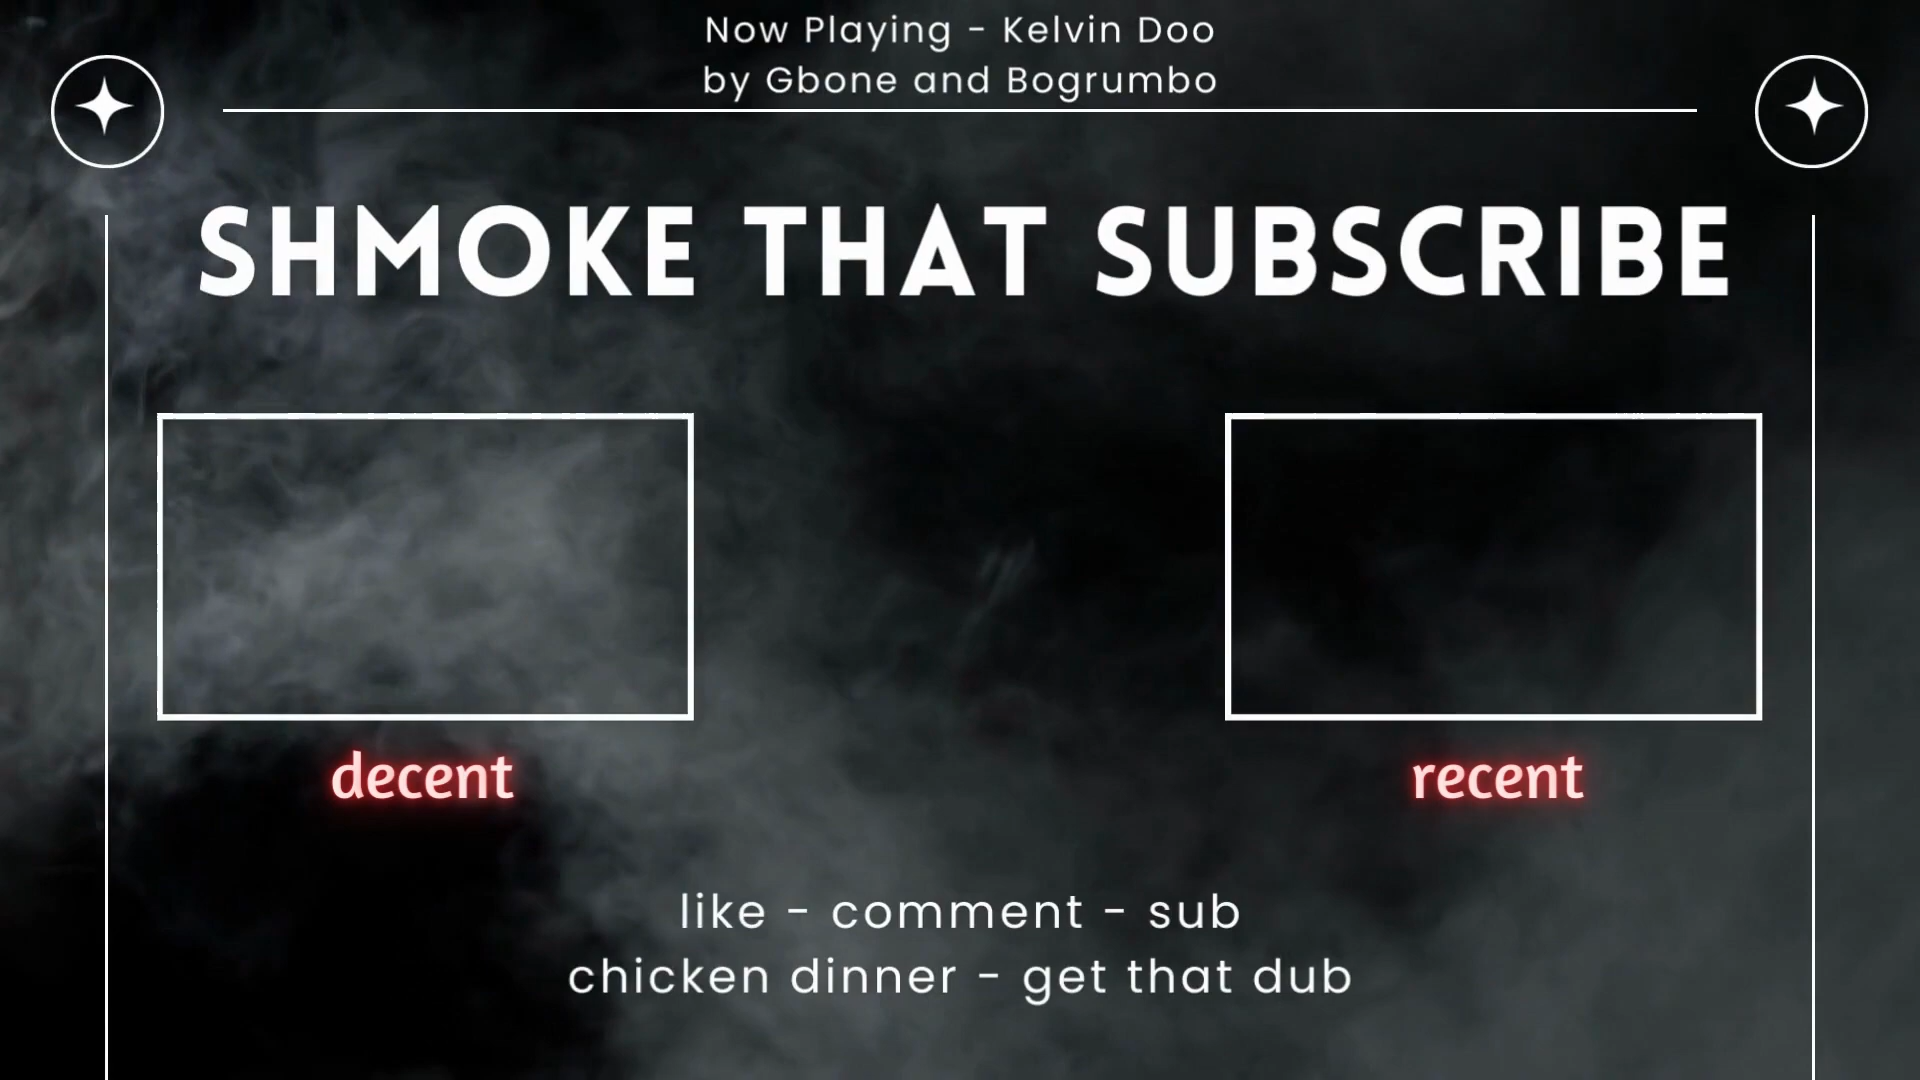 Now Playing - Kelvin Doo
by Gbone and Bogrumbo
SHMOKE THAT SUBSCRIBE
decent
recent
like - comment - sub
chicken dinner - get that dub